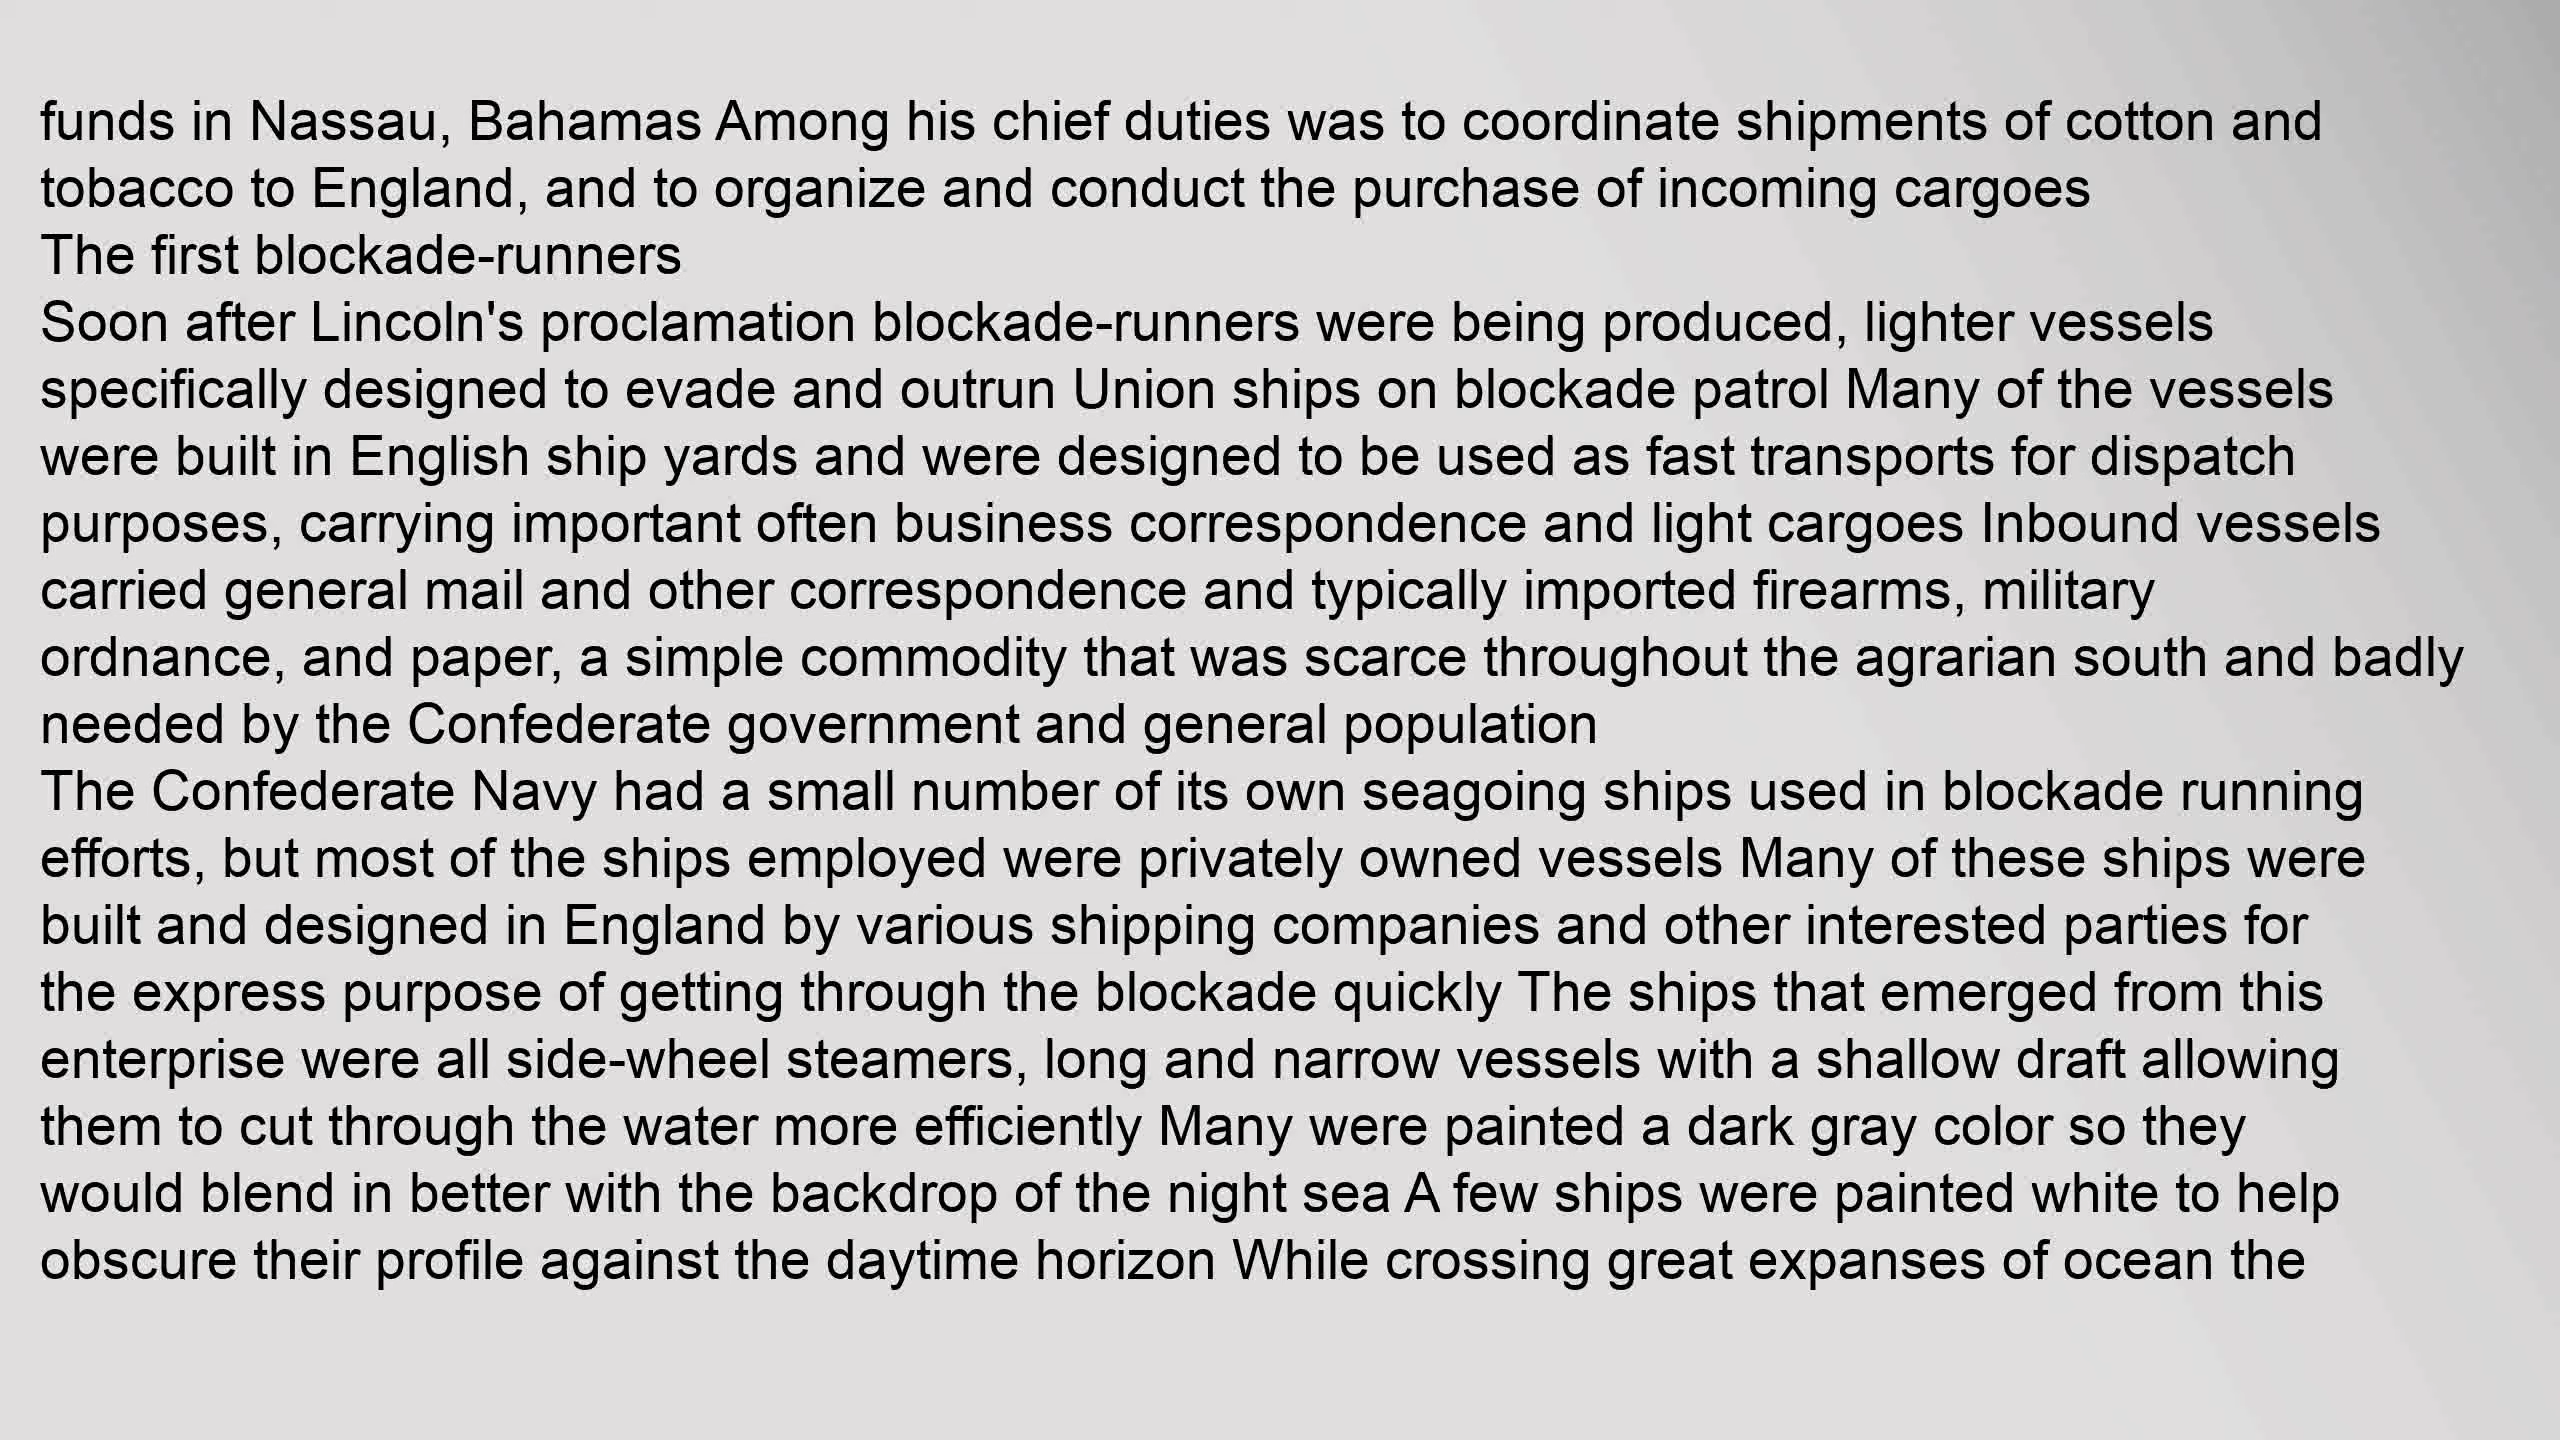 funds in Nassau, Bahamas Among his chief duties was to coordinate shipments of cotton and
tobacco to England, and to organize and conduct the purchase of incoming cargoes
The first blockade-runners
Soon after Lincoln's proclamation blockade-runners were being produced, lighter vessels
specifically designed to evade and outrun Union ships on blockade patrol Many of the vessels
were built in English ship yards and were designed to be used as fast transports for dispatch
purposes, carrying important often business correspondence and light cargoes Inbound vessels
carried general mail and other correspondence and typically imported firearms, military
ordnance, and paper, a simple commodity that was scarce throughout the agrarian south and badly
needed by the Confederate government and general population
The Confederate Navy had a small number of its own seagoing ships used in blockade running
efforts, but most of the ships employed were privately owned vessels Many of these ships were
built and designed in England by various shipping companies and other interested parties for
the express purpose of getting through the blockade quickly The ships that emerged from this
enterprise were all side-wheel steamers, long and narrow vessels with a shallow draft allowing
them to cut through the water more efficiently Many were painted a dark gray color so they
would blend in better with the backdrop of the night sea A few ships were painted white to help
obscure their profile against the daytime horizon While crossing great expanses of ocean the